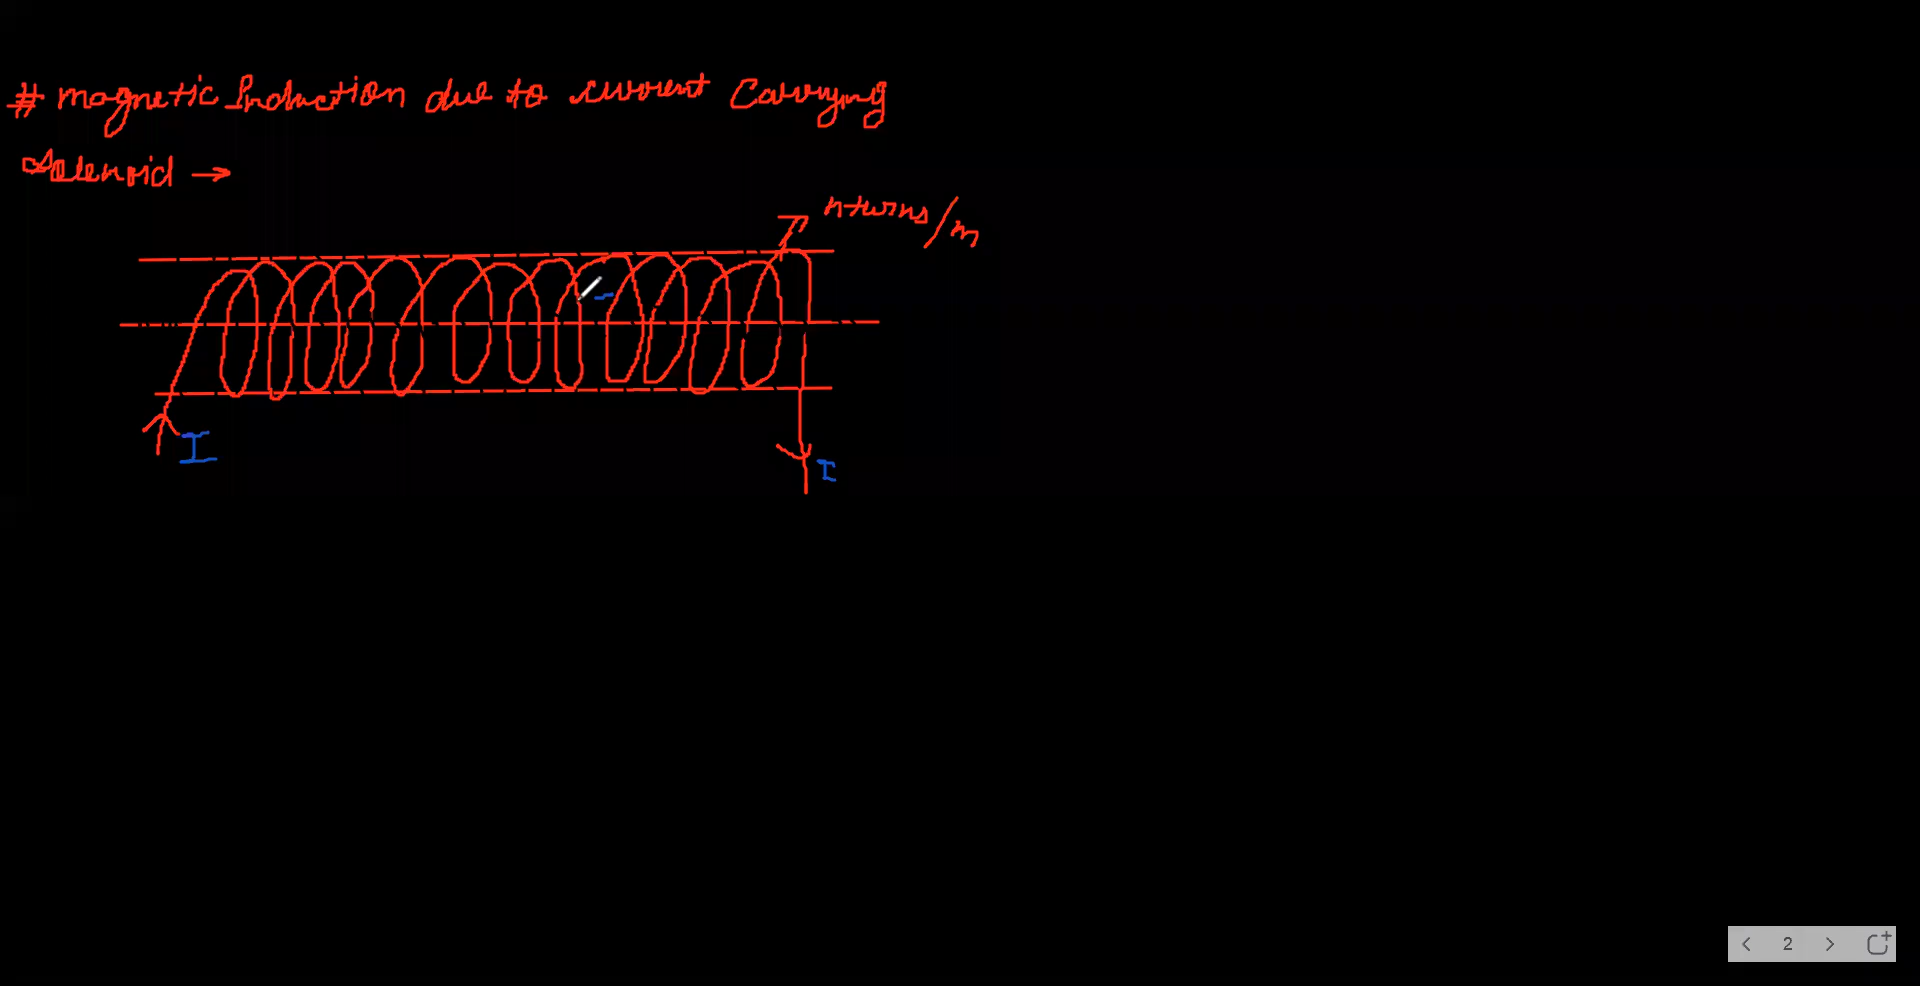 # magnetic Induction due to current Carrying
Solenoid →
n turns/m
I
I
2